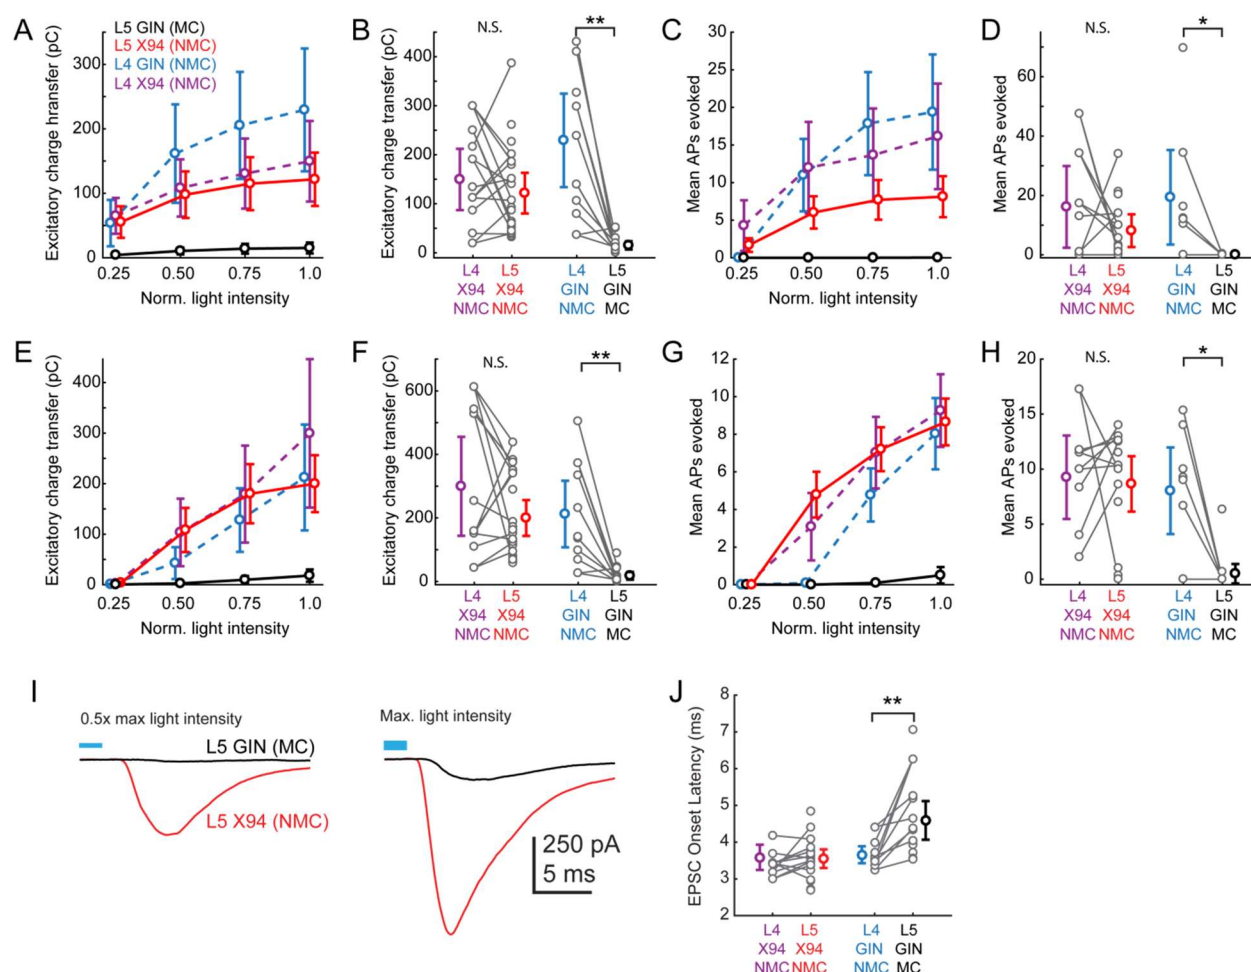 A
L5 GIN (MC)
L5 X94 (NMC)
L4 GIN (NMC)
L4 X94 (NMC)
Excitatory charge hransfer (pC)
300
200
100
0
0.25 0.50 0.75 1.0
Norm. light intensity
B
N.S. **
Excitatory charge transfer (pC)
400
300
200
100
0
L4 L5 L4 L5
X94 X94 GIN GIN
NMC NMC NMC MC
C
Mean APs evoked
30
25
20
15
10
5
0
0.25 0.50 0.75 1.0
Norm. light intensity
D
N.S. *
Mean APs evoked
60
40
20
0
L4 L5 L4 L5
X94 X94 GIN GIN
NMC NMC NMC MC
E
Excitatory charge transfer (pC)
400
300
200
100
0
0.25 0.50 0.75 1.0
Norm. light intensity
F
N.S. **
Excitatory charge transfer (pC)
600
400
200
0
L4 L5 L4 L5
X94 X94 GIN GIN
NMC NMC NMC MC
G
Mean APs evoked
12
10
8
6
4
2
0
0.25 0.50 0.75 1.0
Norm. light intensity
H
N.S. *
Mean APs evoked
20
15
10
5
0
L4 L5 L4 L5
X94 X94 GIN GIN
NMC NMC NMC MC
I
0.5x max light intensity
L5 GIN (MC)
L5 X94 (NMC)
Max. light intensity
250 pA
5 ms
J
**
EPSC Onset Latency (ms)
8
7
6
5
4
3
2
L4 L5 L4 L5
X94 X94 GIN GIN
NMC NMC NMC MC